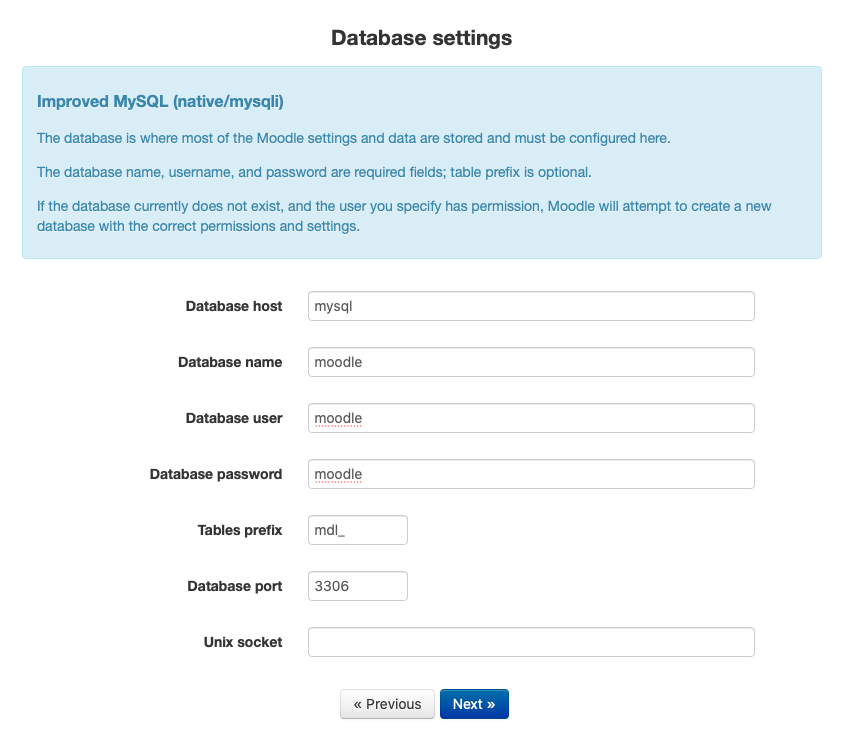 Database settings
Improved MySQL (native/mysqli)
The database is where most of the Moodle settings and data are stored and must be configured here.
The database name, username, and password are required fields; table prefix is optional.
If the database currently does not exist, and the user you specify has permission, Moodle will attempt to create a new
database with the correct permissions and settings.
Database host mysql
Database name moodle
Database user moodle
Database password moodle
Tables prefix mdl_
Database port 3306
Unix socket
« Previous Next »